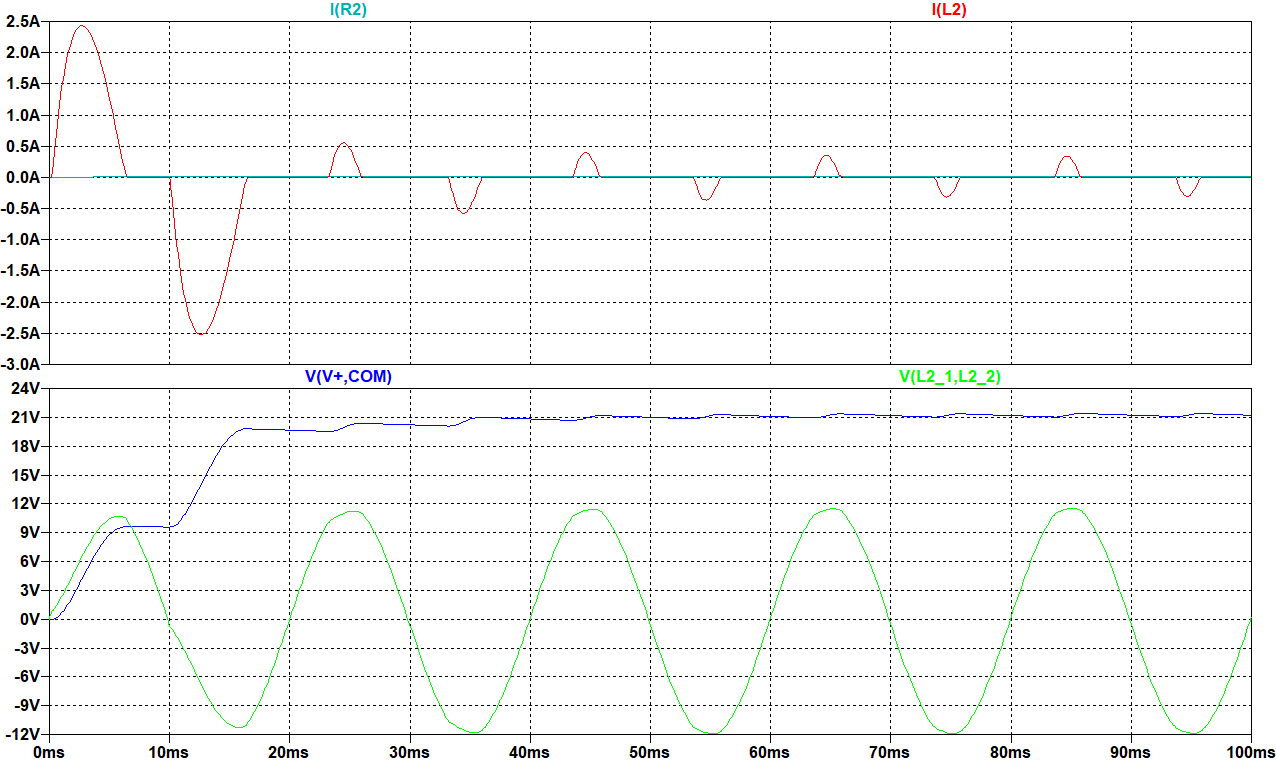 I(R2) I(L2)
2.5A
2.0A
1.5A
1.0A
0.5A
0.0A
-0.5A
-1.0A
-1.5A
-2.0A
-2.5A
-3.0A
V(V+,COM) V(L2_1,L2_2)
24V
21V
18V
15V
12V
9V
6V
3V
0V
-3V
-6V
-9V
-12V
0ms 10ms 20ms 30ms 40ms 50ms 60ms 70ms 80ms 90ms 100ms